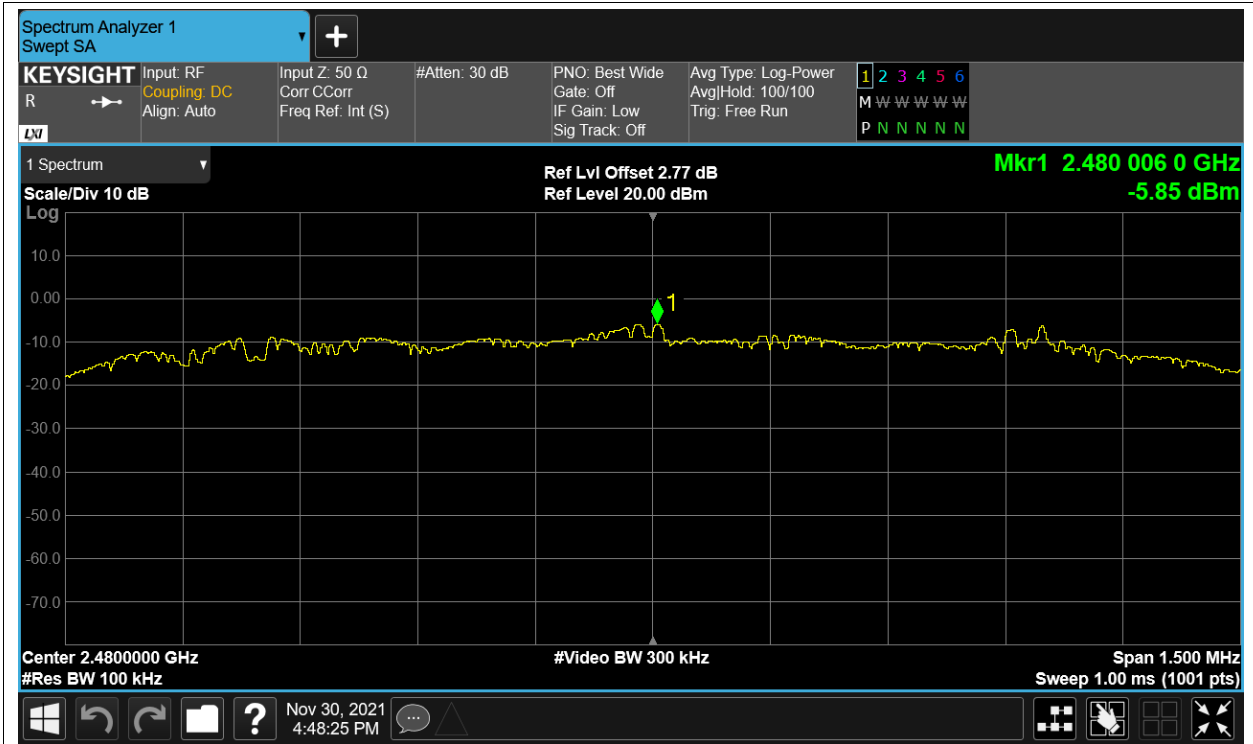 Spectrum Analyzer 1
Swept SA
KEYSIGHT
R
LXI
Input: RF
Coupling: DC
Align: Auto
Input Z: 50 Ω
Corr CCorr
Freq Ref: Int (S)
#Atten: 30 dB
PNO: Best Wide
Gate: Off
IF Gain: Low
Sig Track: Off
Avg Type: Log-Power
Avg|Hold: 100/100
Trig: Free Run
1 2 3 4 5 6
M W W W W W
P N N N N N
1 Spectrum
Scale/Div 10 dB
Log
Ref Lvl Offset 2.77 dB
Ref Level 20.00 dBm
Mkr1 2.480 006 0 GHz
-5.85 dBm
10.0
0.00
-10.0
-20.0
-30.0
-40.0
-50.0
-60.0
-70.0
1
Center 2.4800000 GHz
#Res BW 100 kHz
#Video BW 300 kHz
Span 1.500 MHz
Sweep 1.00 ms (1001 pts)
?
Nov 30, 2021
4:48:25 PM